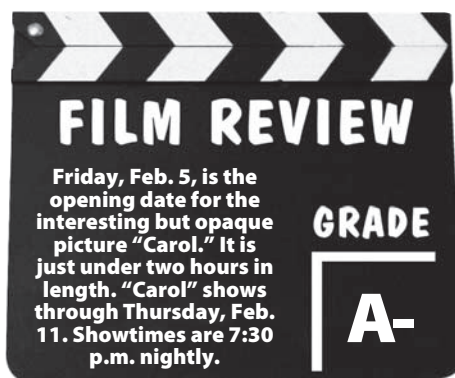 FILM REVIEW
Friday, Feb. 5, is the
opening date for the
interesting but opaque
picture “Carol.” It is
just under two hours in
length. “Carol” shows
through Thursday, Feb.
11. Showtimes are 7:30
p.m. nightly.
GRADE
A-